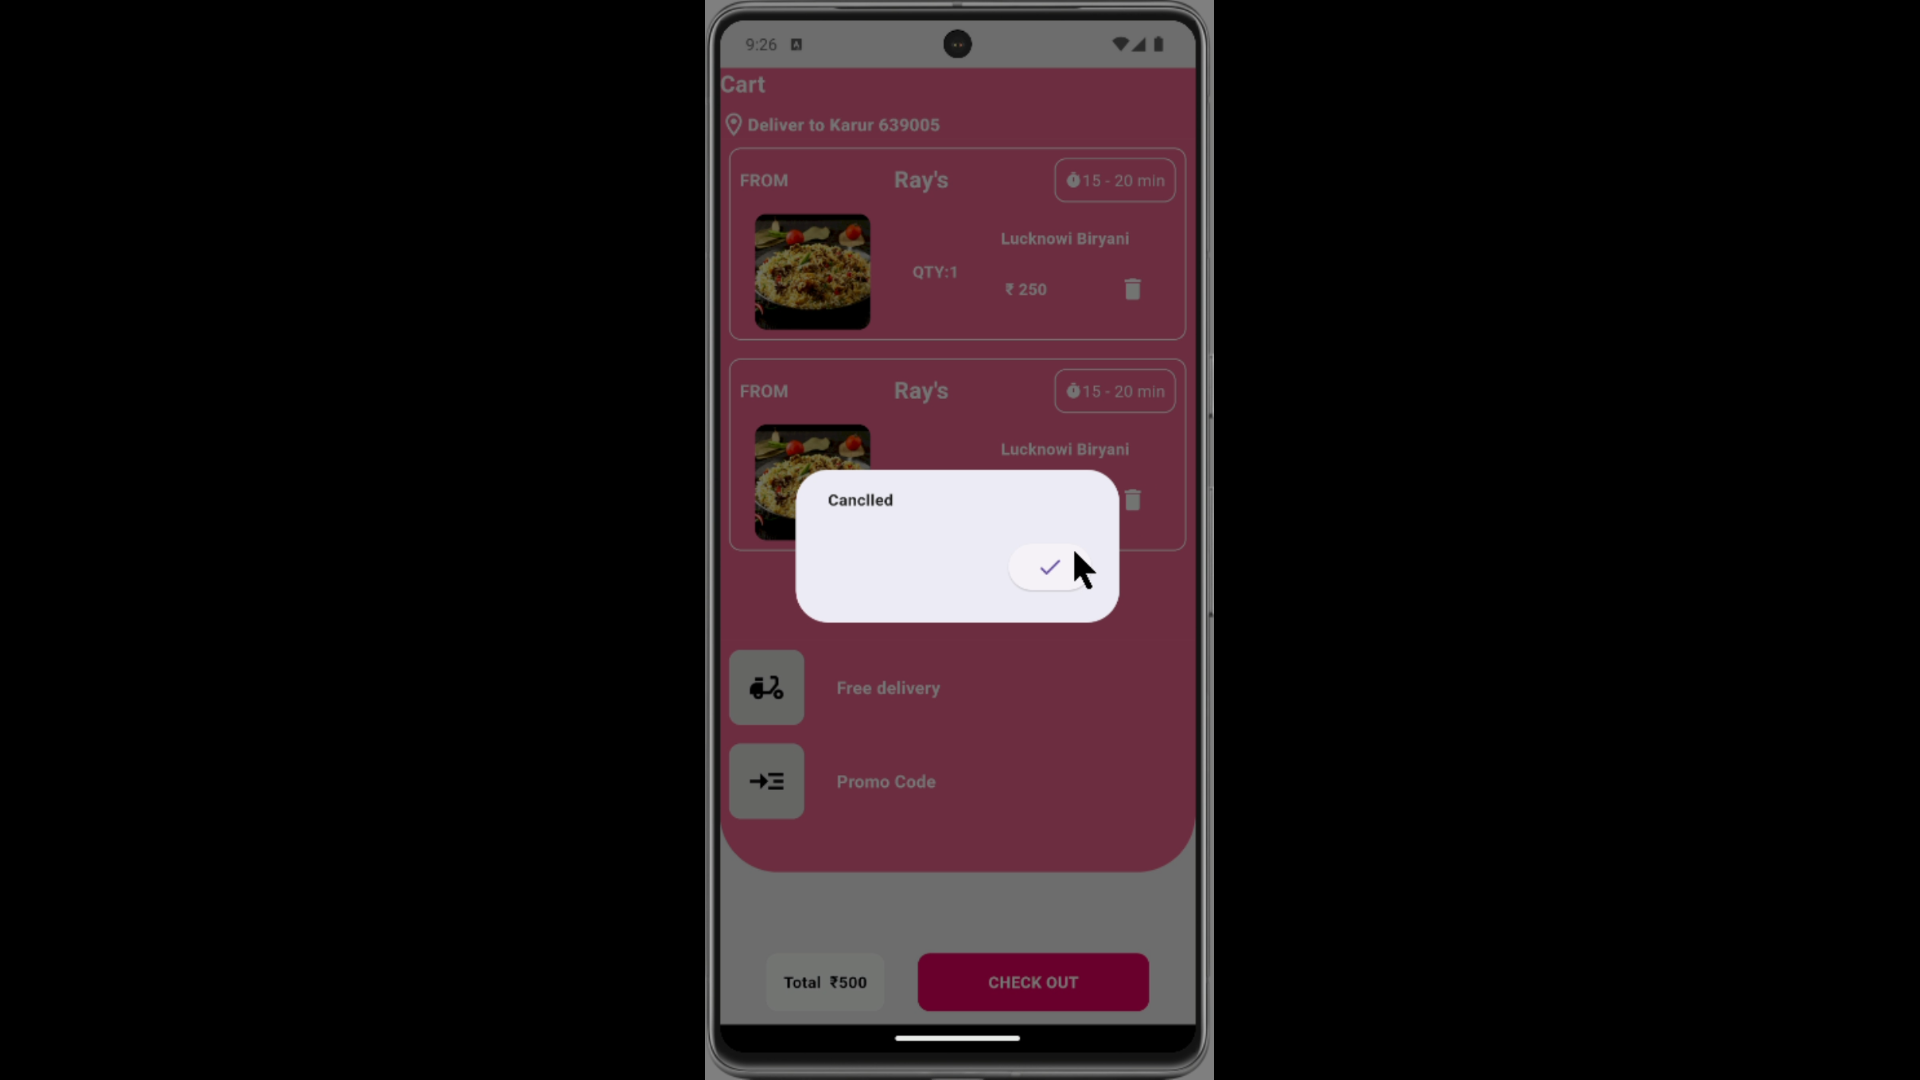 9:26
Cart
Deliver to Karur 639005
FROM Ray's 15 - 20 min
Lucknowi Biryani
QTY:1
₹ 250
FROM Ray's 15 - 20 min
Lucknowi Biryani
Canclled
Free delivery
Promo Code
Total ₹500 CHECK OUT